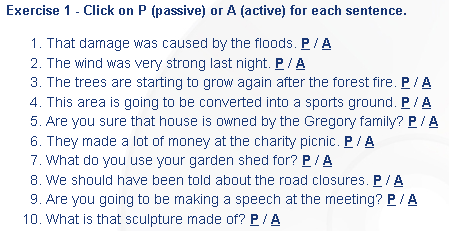 Exercise 1 - Click on P (passive) or A (active) for each sentence.
1. That damage was caused by the floods. P / A
2. The wind was very strong last night. P / A
3. The trees are starting to grow again after the forest fire. P / A
4. This area is going to be converted into a sports ground. P / A
5. Are you sure that house is owned by the Gregory family? P / A
6. They made a lot of money at the charity picnic. P / A
7. What do you use your garden shed for? P / A
8. We should have been told about the road closures. P / A
9. Are you going to be making a speech at the meeting? P / A
10. What is that sculpture made of? P / A